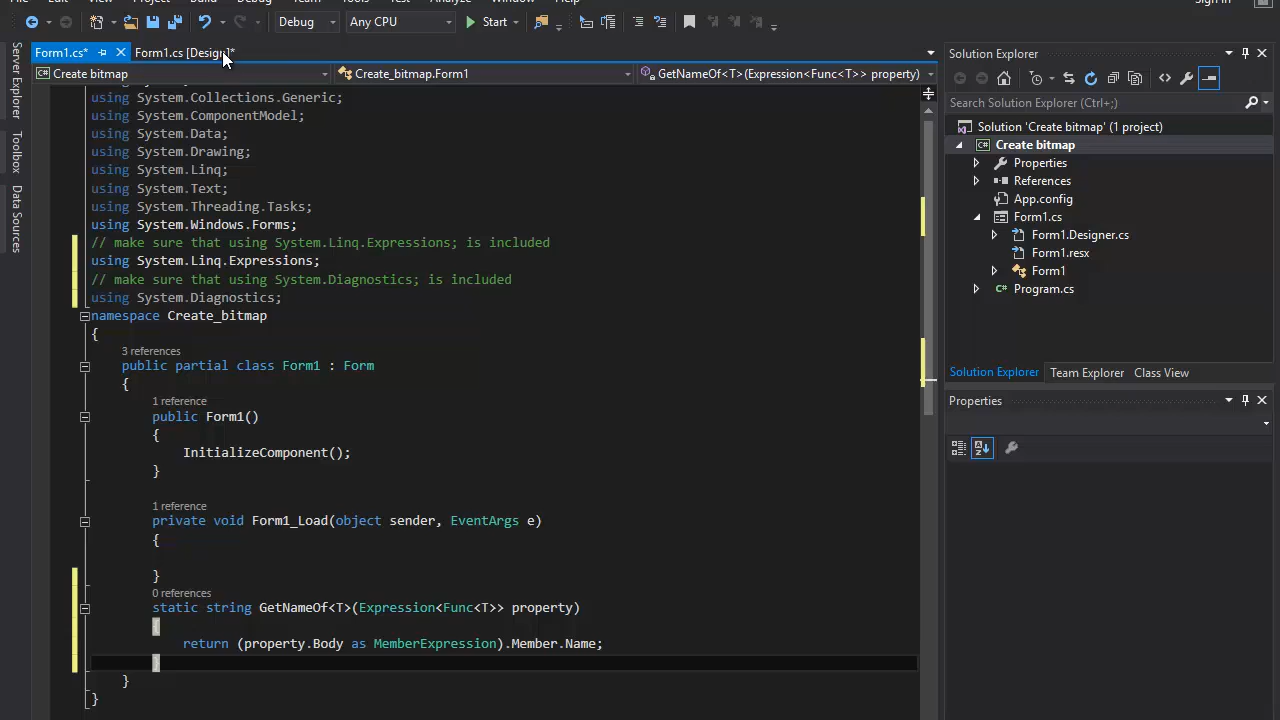 Debug
Any CPU
Start
Form1.cs*
Form1.cs [Design]*
Create bitmap
Create_bitmap.Form1
GetNameOf<T>(Expression<Func<T>> property)
Server Explorer
Toolbox
Data Sources
using System.Collections.Generic;
using System.ComponentModel;
using System.Data;
using System.Drawing;
using System.Linq;
using System.Text;
using System.Threading.Tasks;
using System.Windows.Forms;
// make sure that using System.Linq.Expressions; is included
using System.Linq.Expressions;
// make sure that using System.Diagnostics; is included
using System.Diagnostics;
namespace Create_bitmap
{
3 references
public partial class Form1 : Form
{
1 reference
public Form1()
{
InitializeComponent();
}
1 reference
private void Form1_Load(object sender, EventArgs e)
{
}
0 references
static string GetNameOf<T>(Expression<Func<T>> property)
{
return (property.Body as MemberExpression).Member.Name;
}
}
}
Solution Explorer
Search Solution Explorer (Ctrl+;)
Solution 'Create bitmap' (1 project)
Create bitmap
Properties
References
App.config
Form1.cs
Form1.Designer.cs
Form1.resx
Form1
Program.cs
Solution Explorer
Team Explorer
Class View
Properties